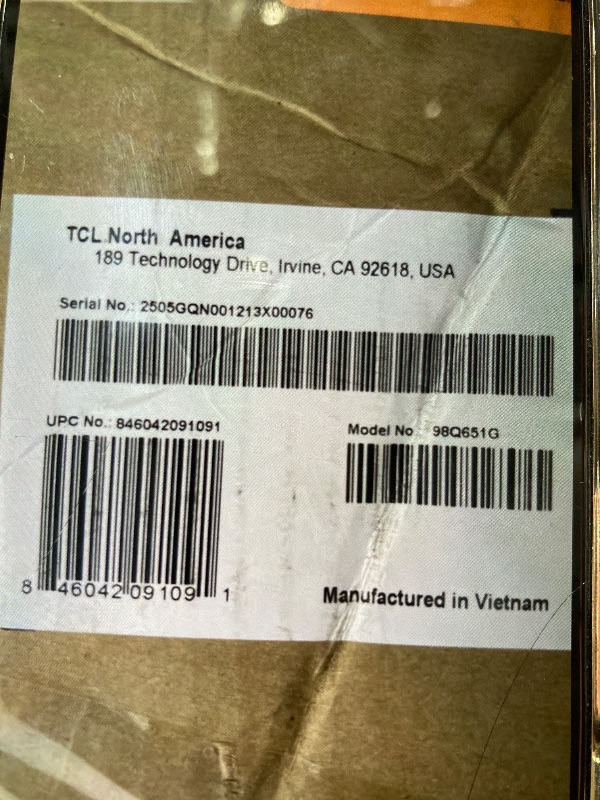 TCL North America
189 Technology Drive, Irvine, CA 92618, USA
Serial No.: 2505GQN001213X00076
UPC No.: 846042091091
Model No. 98Q651G
8 46042 09109 1
Manufactured in Vietnam